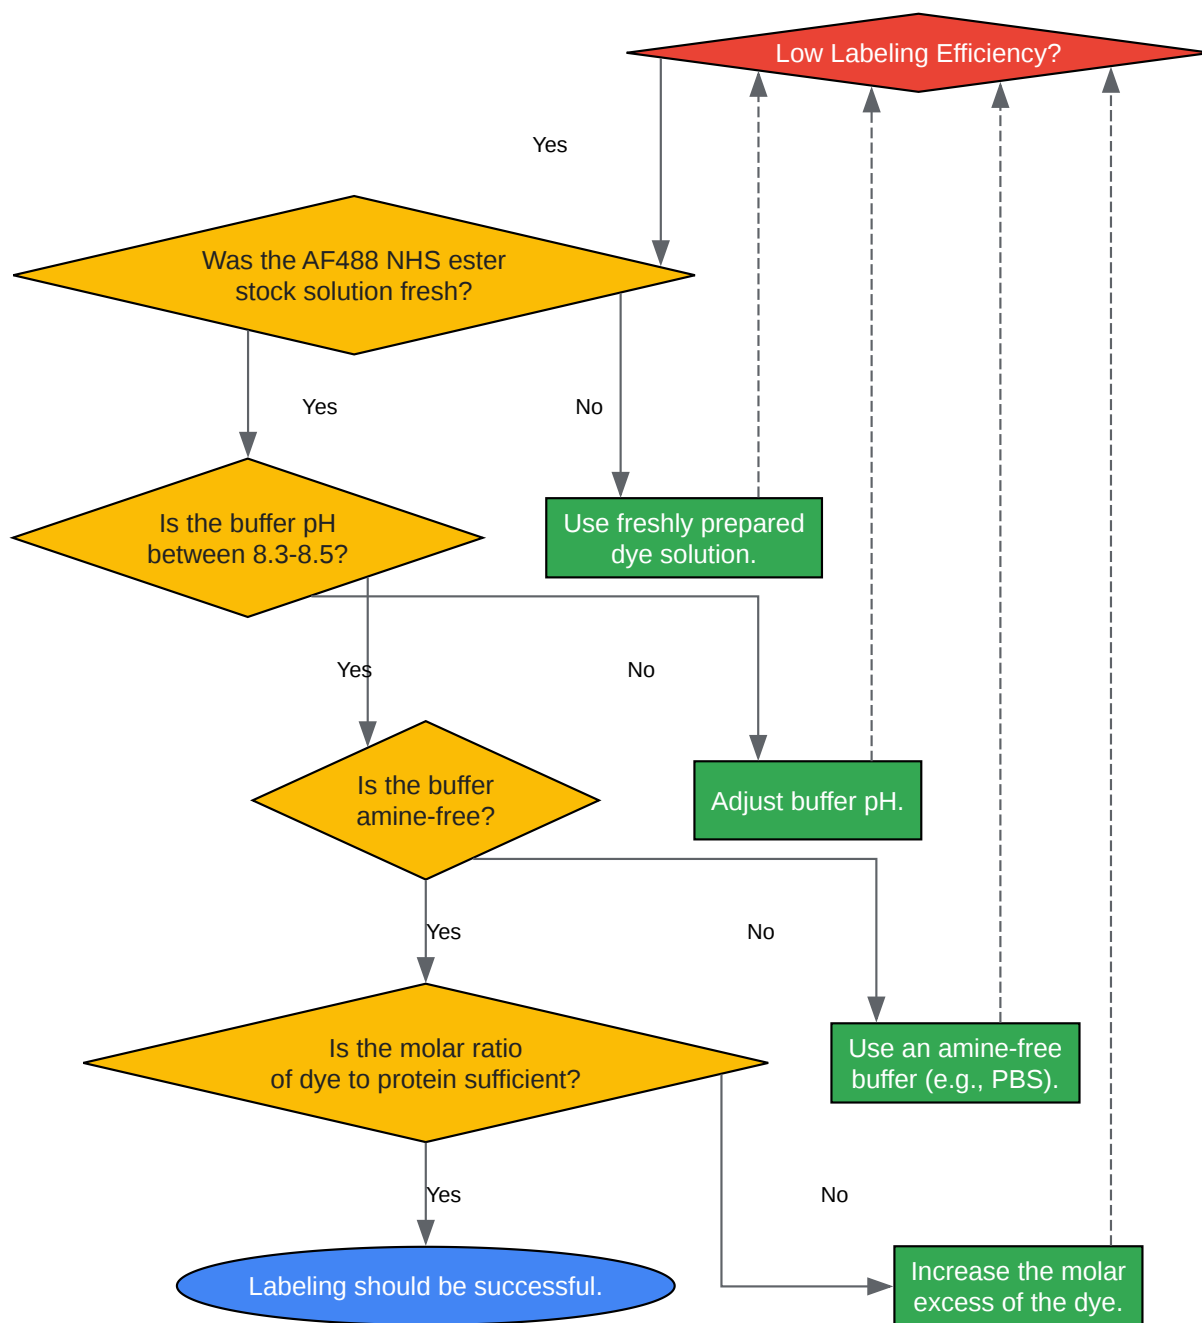 Low Labeling Efficiency?
Yes
Was the AF488 NHS ester
stock solution fresh?
Yes
No
Is the buffer pH
between 8.3-8.5?
Use freshly prepared
dye solution.
Yes
No
Is the buffer
amine-free?
Adjust buffer pH.
Yes
No
Is the molar ratio
of dye to protein sufficient?
Use an amine-free
buffer (e.g., PBS).
Yes
No
Labeling should be successful.
Increase the molar
excess of the dye.